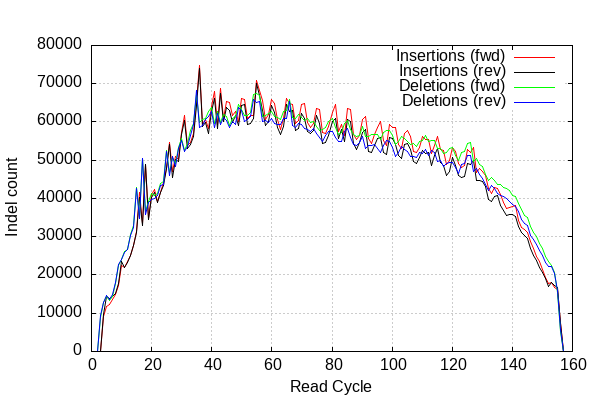 80000
70000
60000
50000
40000
30000
20000
10000
0
Indel count
Insertions (fwd)
Insertions (rev)
Deletions (fwd)
Deletions (rev)
0 20 40 60 80 100 120 140 160
Read Cycle